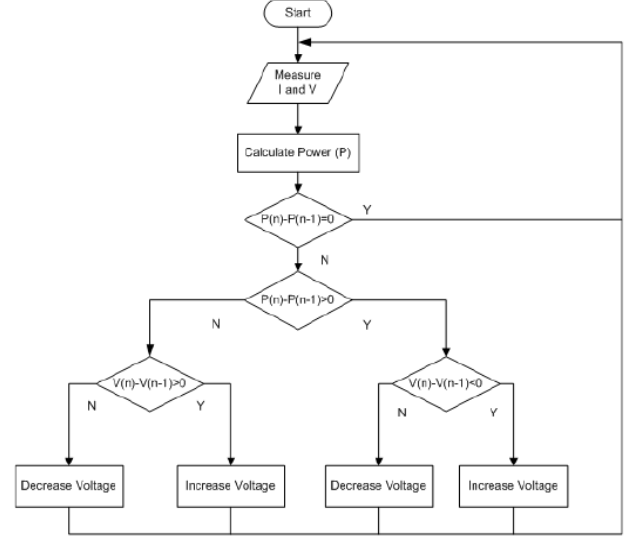 Start
Measure
I and V
Calculate Power (P)
P(n)-P(n-1)=0
Y
N
P(n)-P(n-1)>0
N
Y
V(n)-V(n-1)>0
V(n)-V(n-1)<0
N
Y
N
Y
Decrease Voltage
Increase Voltage
Decrease Voltage
Increase Voltage